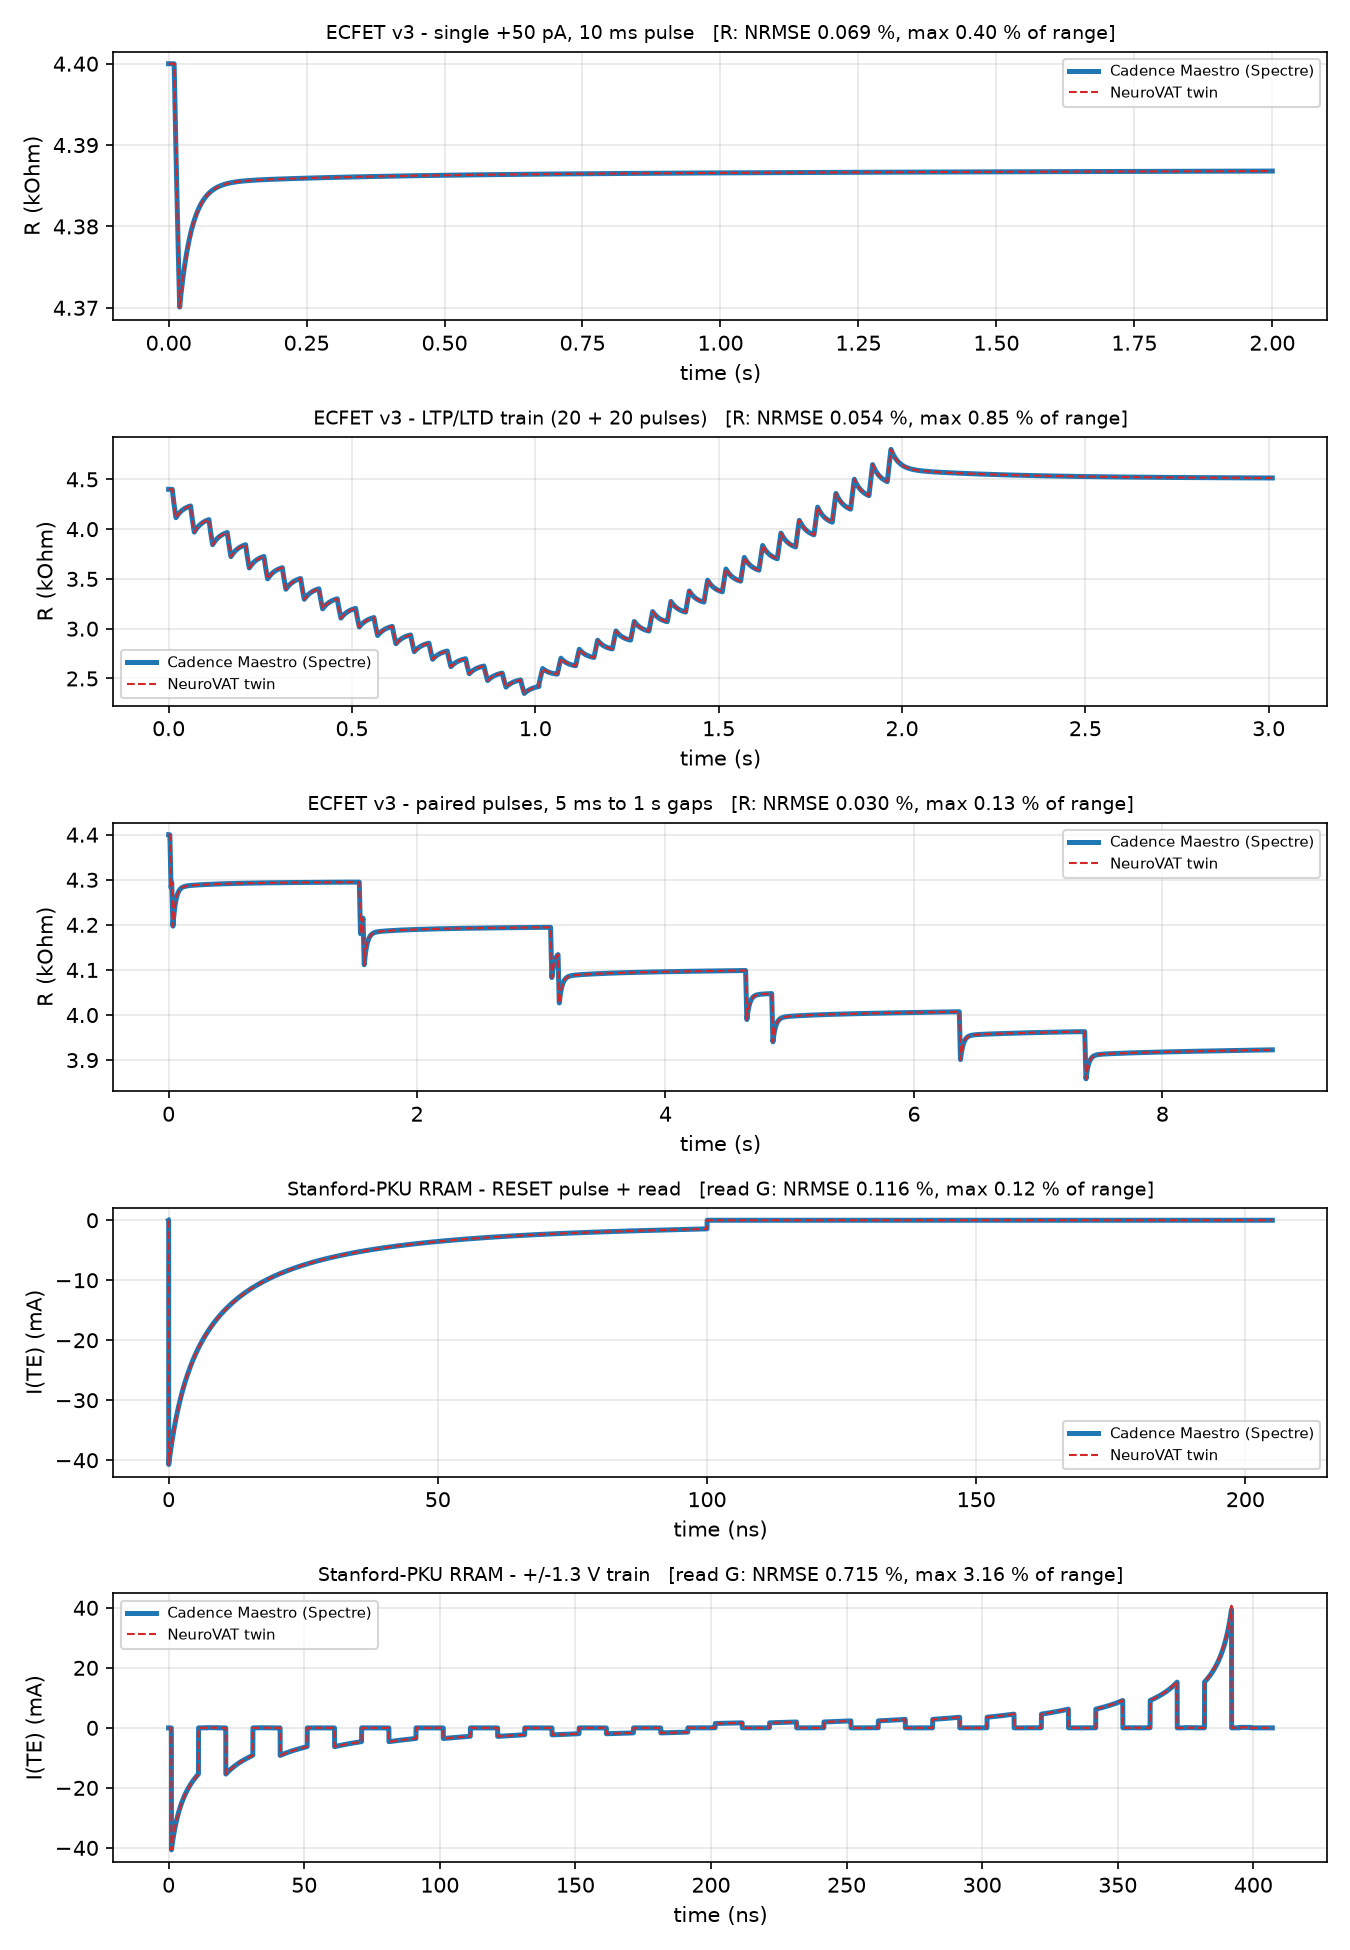 ECFET v3 - single +50 pA, 10 ms pulse   [R: NRMSE 0.069 %, max 0.40 % of range]
Cadence Maestro (Spectre)
NeuroVAT twin
R (kOhm)
4.40
4.39
4.38
4.37
0.00 0.25 0.50 0.75 1.00 1.25 1.50 1.75 2.00
time (s)
ECFET v3 - LTP/LTD train (20 + 20 pulses)   [R: NRMSE 0.054 %, max 0.85 % of range]
R (kOhm)
4.5
4.0
3.5
3.0
2.5
Cadence Maestro (Spectre)
NeuroVAT twin
0.0 0.5 1.0 1.5 2.0 2.5 3.0
time (s)
ECFET v3 - paired pulses, 5 ms to 1 s gaps   [R: NRMSE 0.030 %, max 0.13 % of range]
Cadence Maestro (Spectre)
NeuroVAT twin
R (kOhm)
4.4
4.3
4.2
4.1
4.0
3.9
0 2 4 6 8
time (s)
Stanford-PKU RRAM - RESET pulse + read   [read G: NRMSE 0.116 %, max 0.12 % of range]
I(TE) (mA)
0
−10
−20
−30
−40
Cadence Maestro (Spectre)
NeuroVAT twin
0 50 100 150 200
time (ns)
Stanford-PKU RRAM - +/-1.3 V train   [read G: NRMSE 0.715 %, max 3.16 % of range]
Cadence Maestro (Spectre)
NeuroVAT twin
I(TE) (mA)
40
20
0
−20
−40
0 50 100 150 200 250 300 350 400
time (ns)